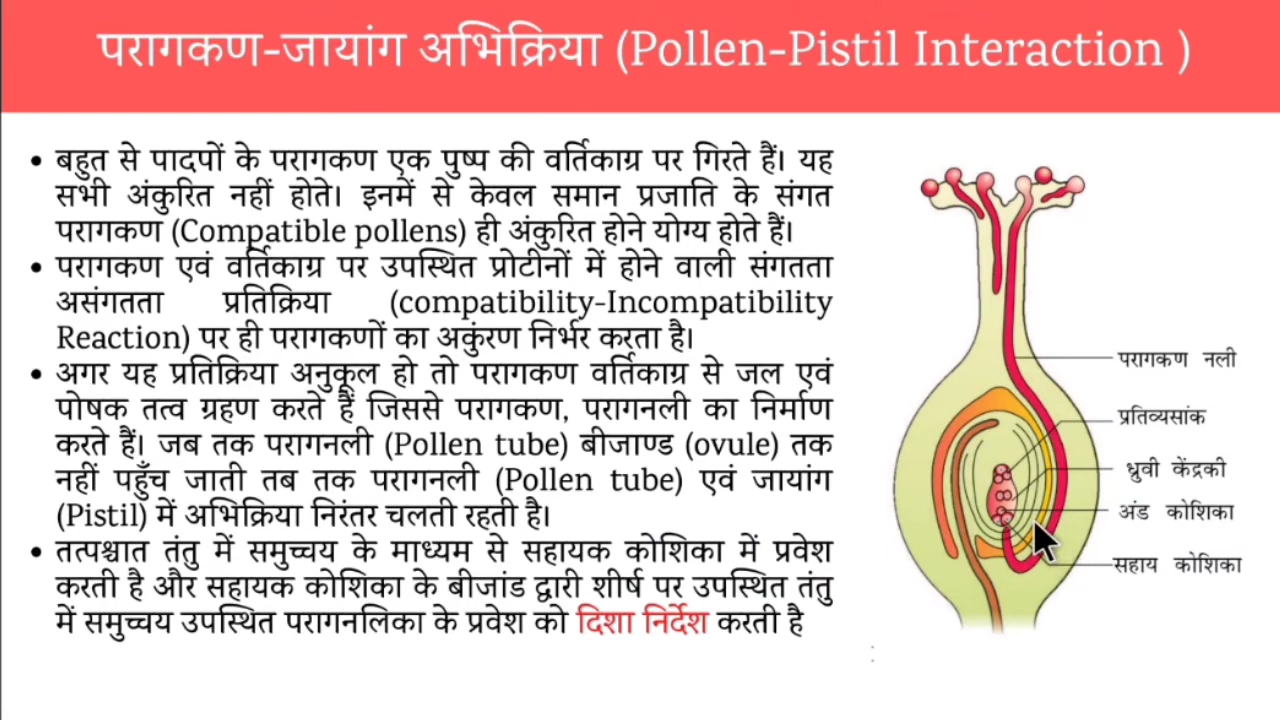 परागकण-जायांग अभिक्रिया (Pollen-Pistil Interaction )
• बहुत से पादपों के परागकण एक पुष्प की वर्तिकाग्र पर गिरते हैं। यह
सभी अंकुरित नहीं होते। इनमें से केवल समान प्रजाति के संगत
परागकण (Compatible pollens) ही अंकुरित होने योग्य होते हैं।
• परागकण एवं वर्तिकाग्र पर उपस्थित प्रोटीनों में होने वाली संगतता
असंगतता प्रतिक्रिया (compatibility-Incompatibility
Reaction) पर ही परागकणों का अकुंरण निर्भर करता है।
• अगर यह प्रतिक्रिया अनुकूल हो तो परागकण वर्तिकाग्र से जल एवं
पोषक तत्व ग्रहण करते हैं जिससे परागकण, परागनली का निर्माण
करते हैं। जब तक परागनली (Pollen tube) बीजाण्ड (ovule) तक
नहीं पहुँच जाती तब तक परागनली (Pollen tube) एवं जायांग
(Pistil) में अभिक्रिया निरंतर चलती रहती है।
• तत्पश्चात तंतु में समुच्चय के माध्यम से सहायक कोशिका में प्रवेश
करती है और सहायक कोशिका के बीजांड द्वारी शीर्ष पर उपस्थित तंतु
में समुच्चय उपस्थित परागनलिका के प्रवेश को दिशा निर्देश करती है
परागकण नली
प्रतिव्यसांक
ध्रुवी केंद्रकी
अंड कोशिका
सहाय कोशिका